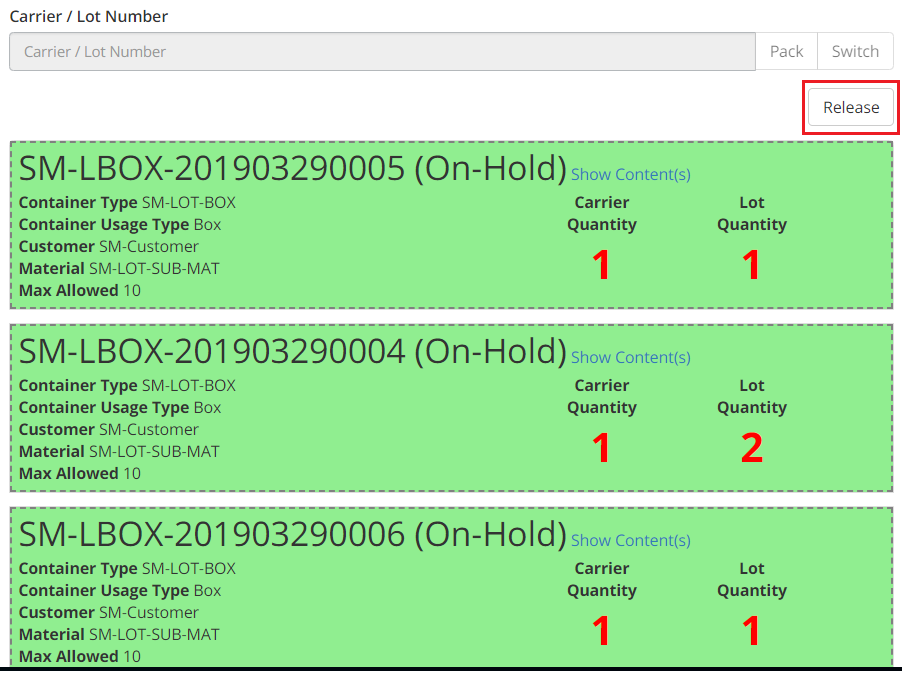 Carrier / Lot Number
Carrier / Lot Number Pack Switch
Release
SM-LBOX-201903290005 (On-Hold) Show Content(s)
Container Type SM-LOT-BOX Carrier Lot
Container Usage Type Box Quantity Quantity
Customer SM-Customer
Material SM-LOT-SUB-MAT 1 1
Max Allowed 10
SM-LBOX-201903290004 (On-Hold) Show Content(s)
Container Type SM-LOT-BOX Carrier Lot
Container Usage Type Box Quantity Quantity
Customer SM-Customer
Material SM-LOT-SUB-MAT 1 2
Max Allowed 10
SM-LBOX-201903290006 (On-Hold) Show Content(s)
Container Type SM-LOT-BOX Carrier Lot
Container Usage Type Box Quantity Quantity
Customer SM-Customer
Material SM-LOT-SUB-MAT 1 1
Max Allowed 10